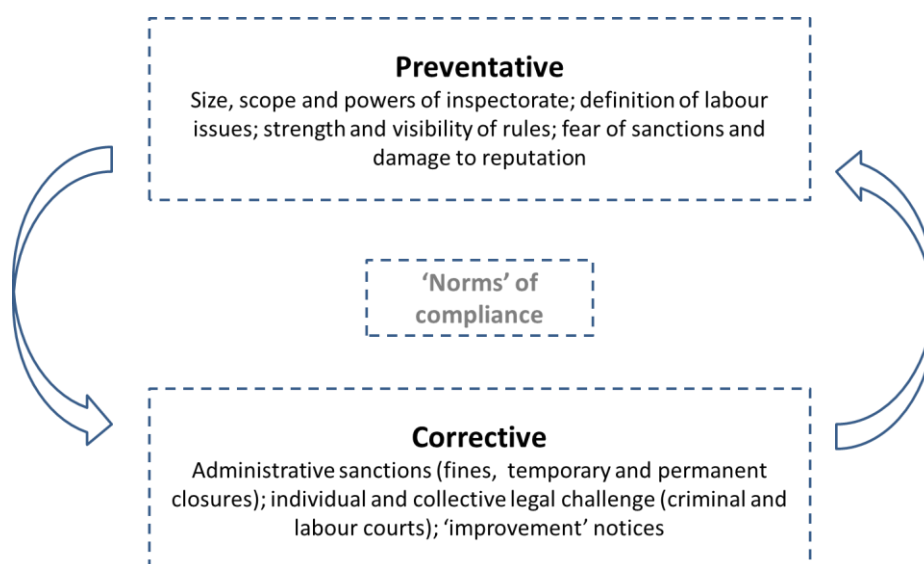 Preventative
Size, scope and powers of inspectorate; definition of labour
issues; strength and visibility of rules; fear of sanctions and
damage to reputation
‘Norms’ of
compliance
Corrective
Administrative sanctions (fines, temporary and permanent
closures); individual and collective legal challenge (criminal and
labour courts); ‘improvement’ notices